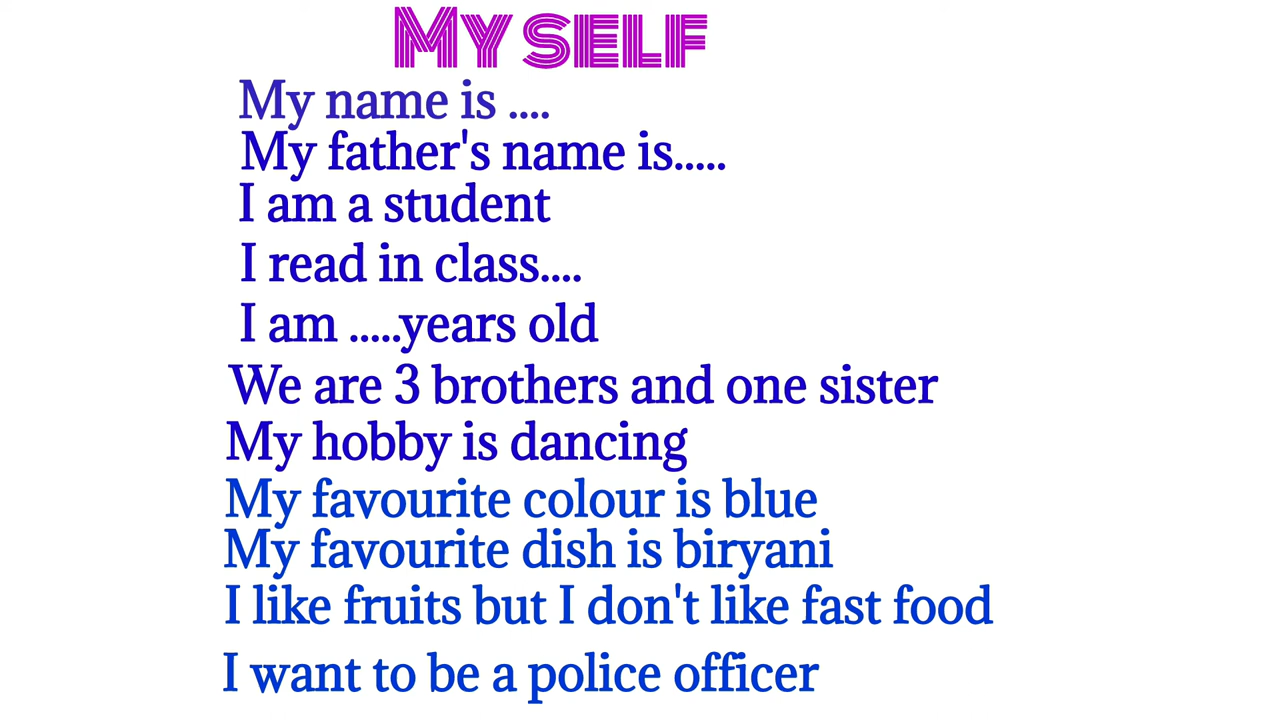 My self
My name is ....
My father's name is.....
I am a student
I read in class....
I am .....years old
We are 3 brothers and one sister
My hobby is dancing
My favourite colour is blue
My favourite dish is biryani
I like fruits but I don't like fast food
I want to be a police officer